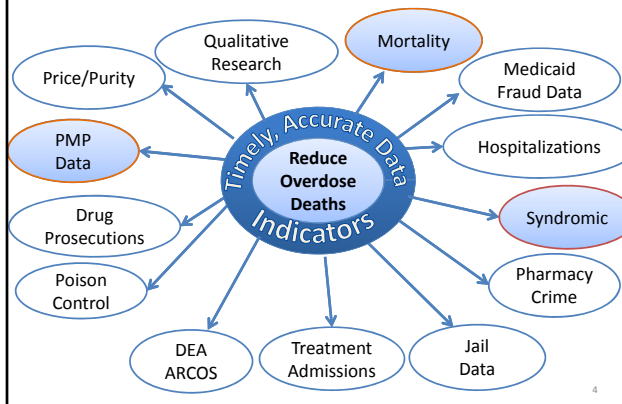 Qualitative
Research
Mortality
Price/Purity
Medicaid
Fraud Data
PMP
Data
Timely, Accurate Data
Reduce
Overdose
Deaths
Indicators
Hospitalizations
Syndromic
Drug
Prosecutions
Poison
Control
Pharmacy
Crime
DEA
ARCOS
Treatment
Admissions
Jail
Data
4